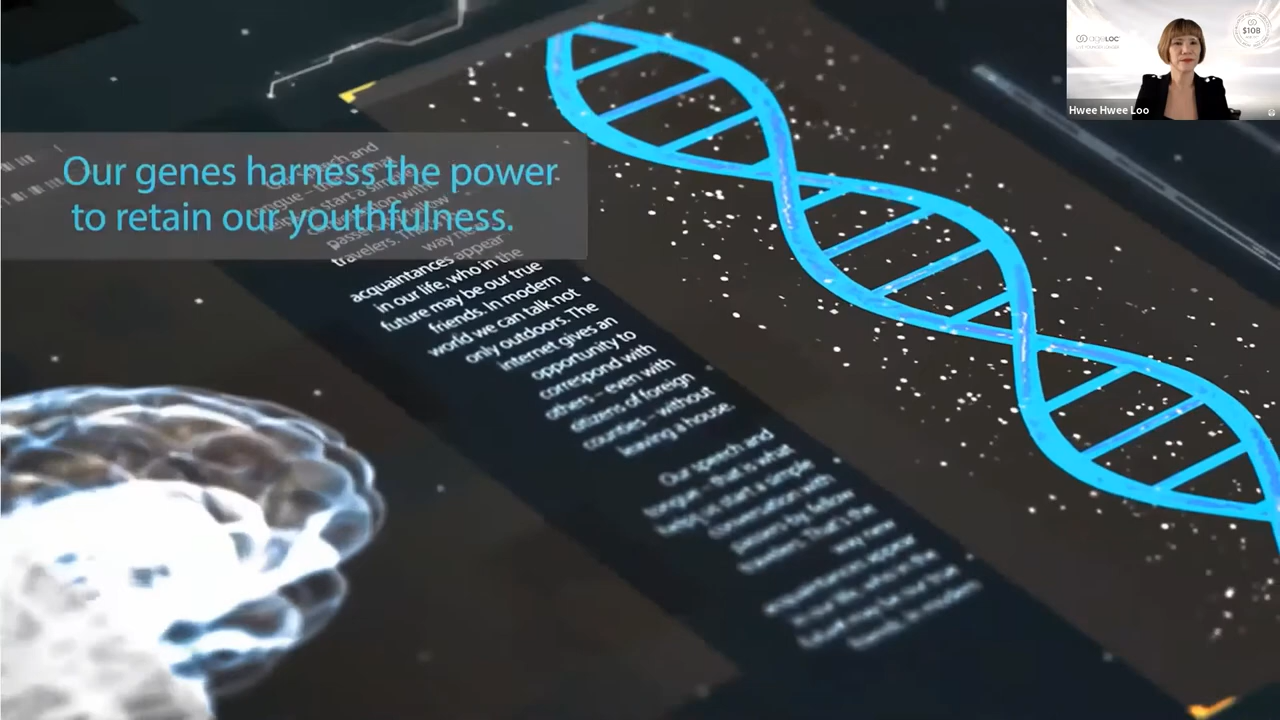 Our genes harness the power
to retain our youthfulness.
ageLOC
$10B
Hwee Hwee Loo
acquaintances appear
in our life, who in the
future may be our true
friends. In modern
world we can talk not
only outdoors. The
internet gives an
opportunity to
correspond with
others – even with
citizens of foreign
counties – without
leaving a house.
Our speech and
tongue – that is what
helps us start a simple
conversation with
passers by, fellow
travelers. That's the
way new
acquaintances appear
in our life, who in the
future may be our true
friends. In modern